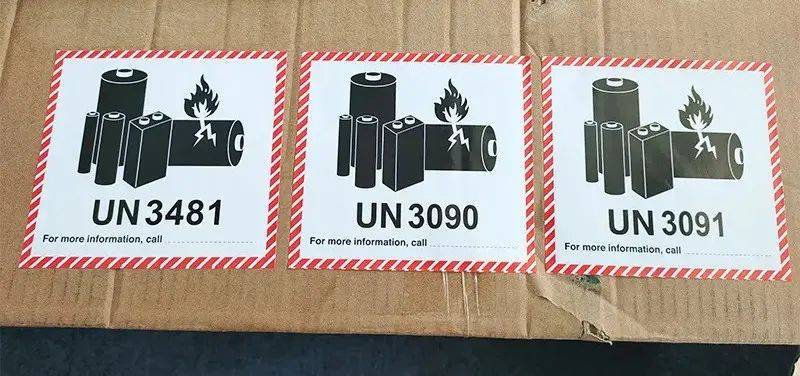 UN 3481
For more information, call
UN 3090
For more information, call
UN 3091
For more information, call